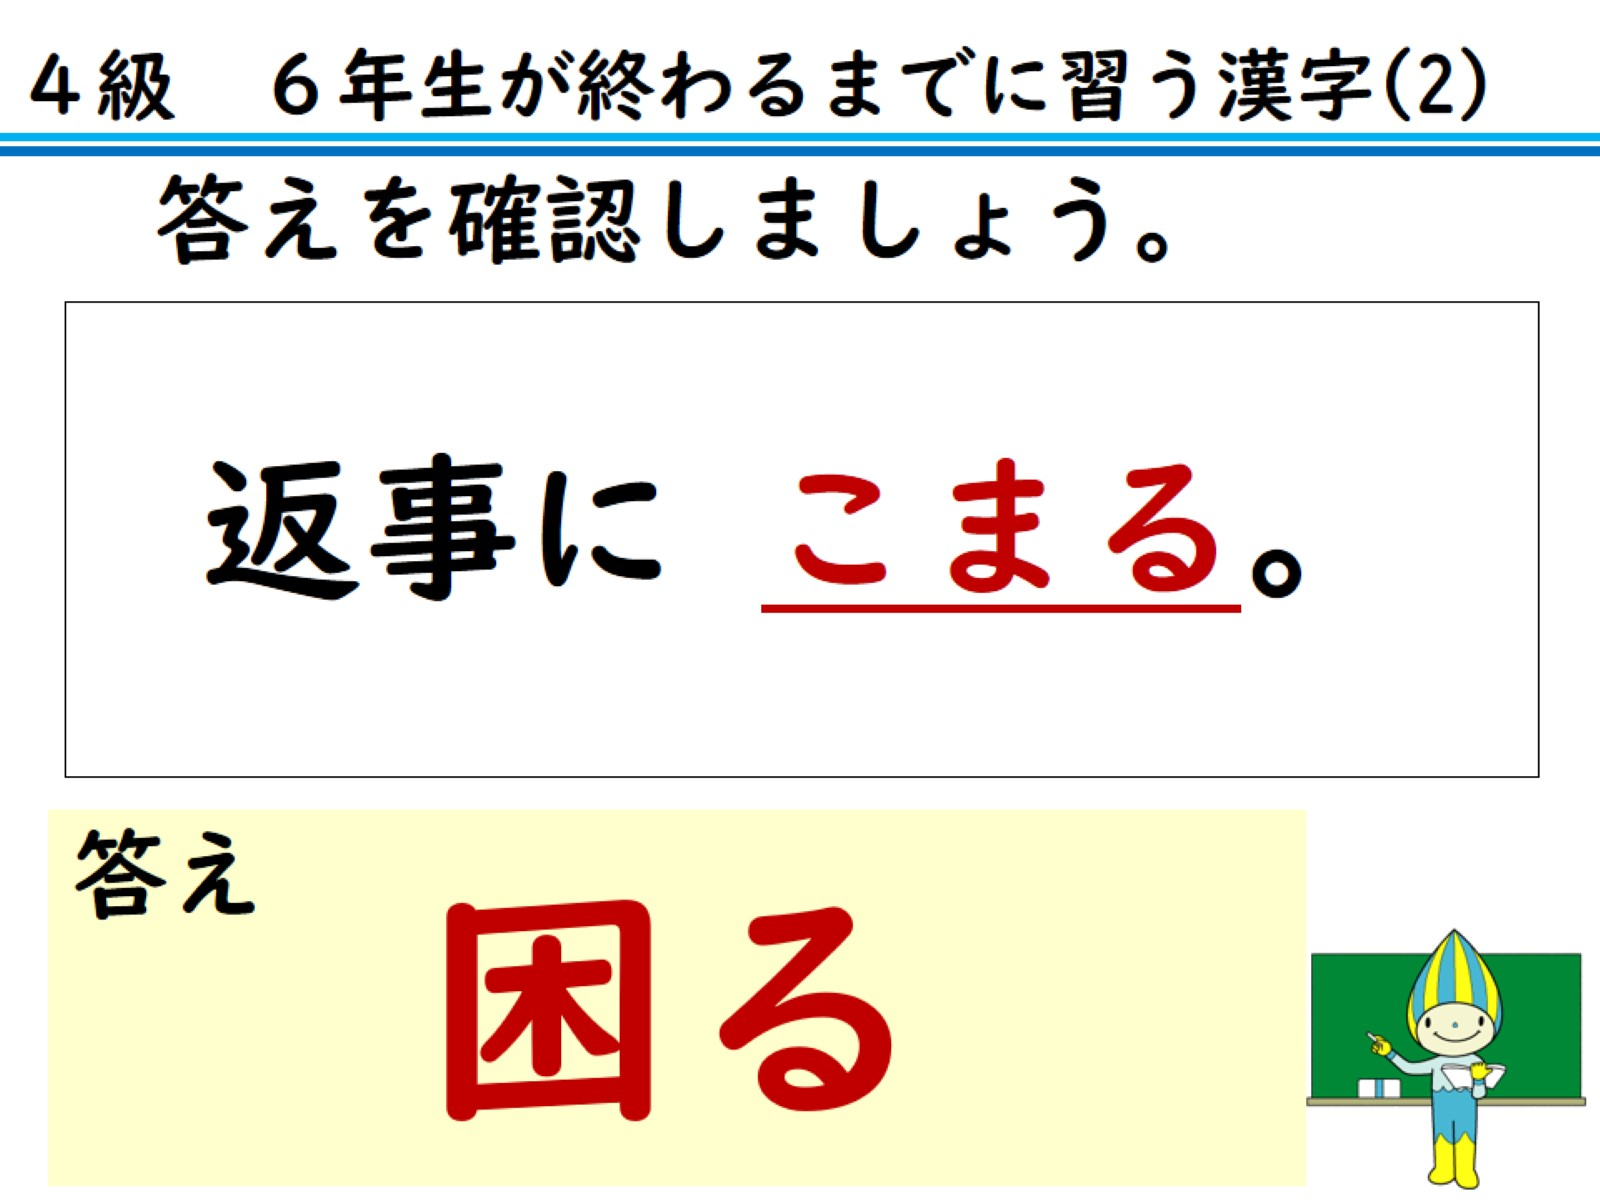 ４級　６年生が終わるまでに習う漢字(2)
答えを確認しましょう。
返事に　こまる。
答え
困る